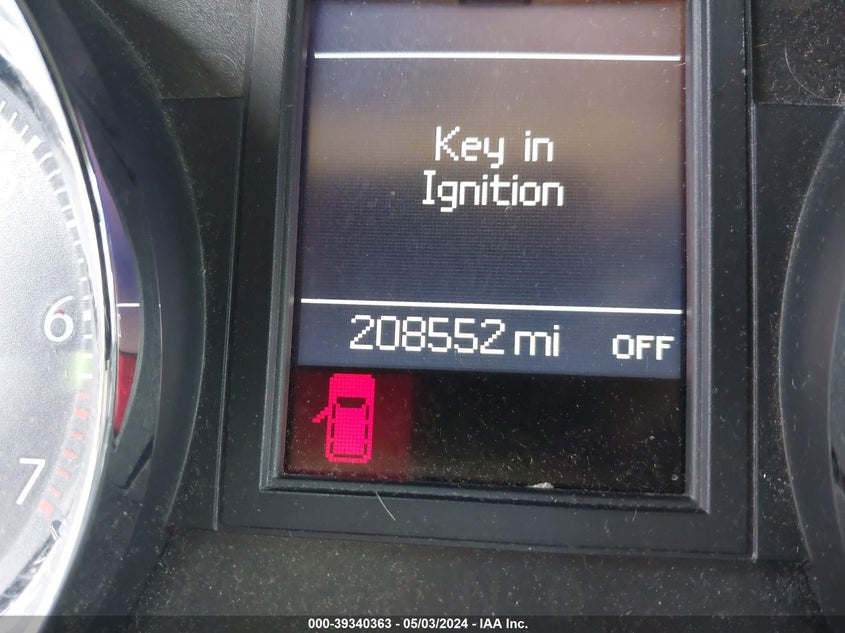 Key in
Ignition
208552 mi OFF
6
7
000-39340363 - 05/03/2024 - IAA Inc.